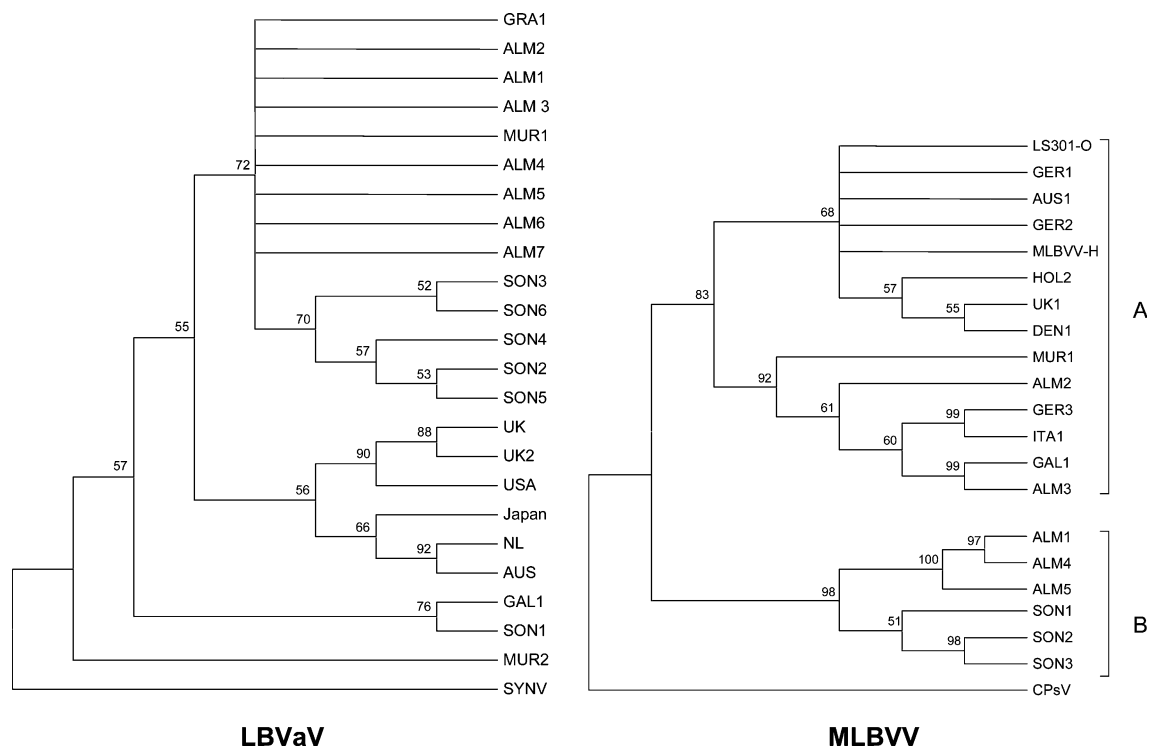 GRA1
ALM2
ALM1
ALM 3
MUR1
72
ALM4
ALM5
ALM6
ALM7
SON3
52
SON6
70
SON4
57
SON2
53
SON5
55
UK
88
UK2
90
USA
56
Japan
66
NL
92
AUS
57
GAL1
76
SON1
MUR2
SYNV
LBVaV
LS301-O
GER1
AUS1
68
GER2
MLBVV-H
HOL2
57
UK1
55
DEN1
83
MUR1
92
ALM2
61
GER3
99
ITA1
60
GAL1
99
ALM3
A
ALM1
97
ALM4
100
ALM5
98
SON1
51
SON2
98
SON3
B
CPsV
MLBVV